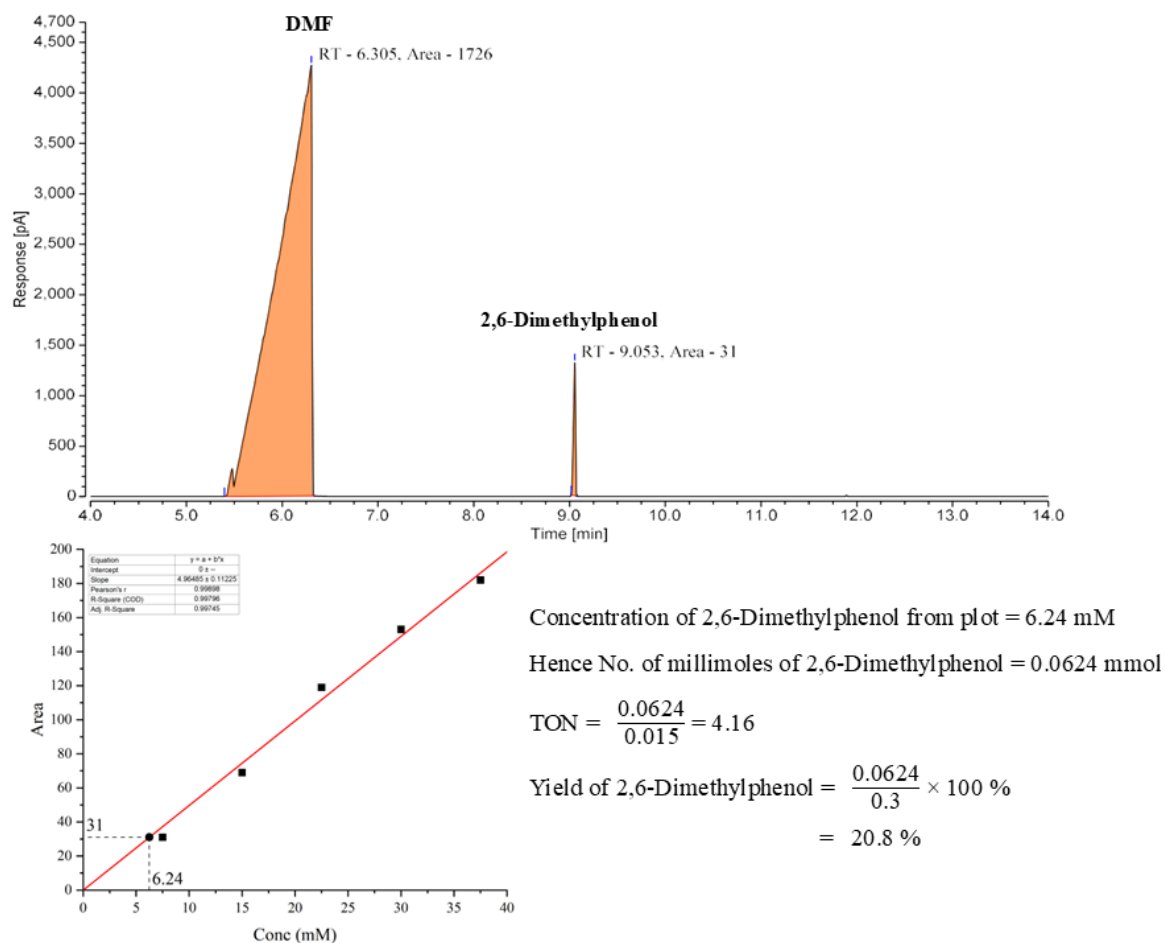 DMF
RT - 6.305, Area - 1726
2,6-Dimethylphenol
RT - 9.053, Area - 31
Response [pA]
4,700
4,500
4,000
3,500
3,000
2,500
2,000
1,500
1,000
500
0
4.0 5.0 6.0 7.0 8.0 9.0 10.0 11.0 12.0 13.0 14.0
Time [min]
Equation y = a + b*x
Intercept 0 ± --
Slope 4.96485 ± 0.11225
Pearson's r 0.99898
R-Square (COD) 0.99796
Adj. R-Square 0.99745
Area
200
180
160
140
120
100
80
60
40
20
0
31
6.24
0 5 10 15 20 25 30 35 40
Conc (mM)
Concentration of 2,6-Dimethylphenol from plot = 6.24 mM
Hence No. of millimoles of 2,6-Dimethylphenol = 0.0624 mmol
TON = 0.0624 / 0.015 = 4.16
Yield of 2,6-Dimethylphenol = 0.0624 / 0.3 × 100 %
= 20.8 %